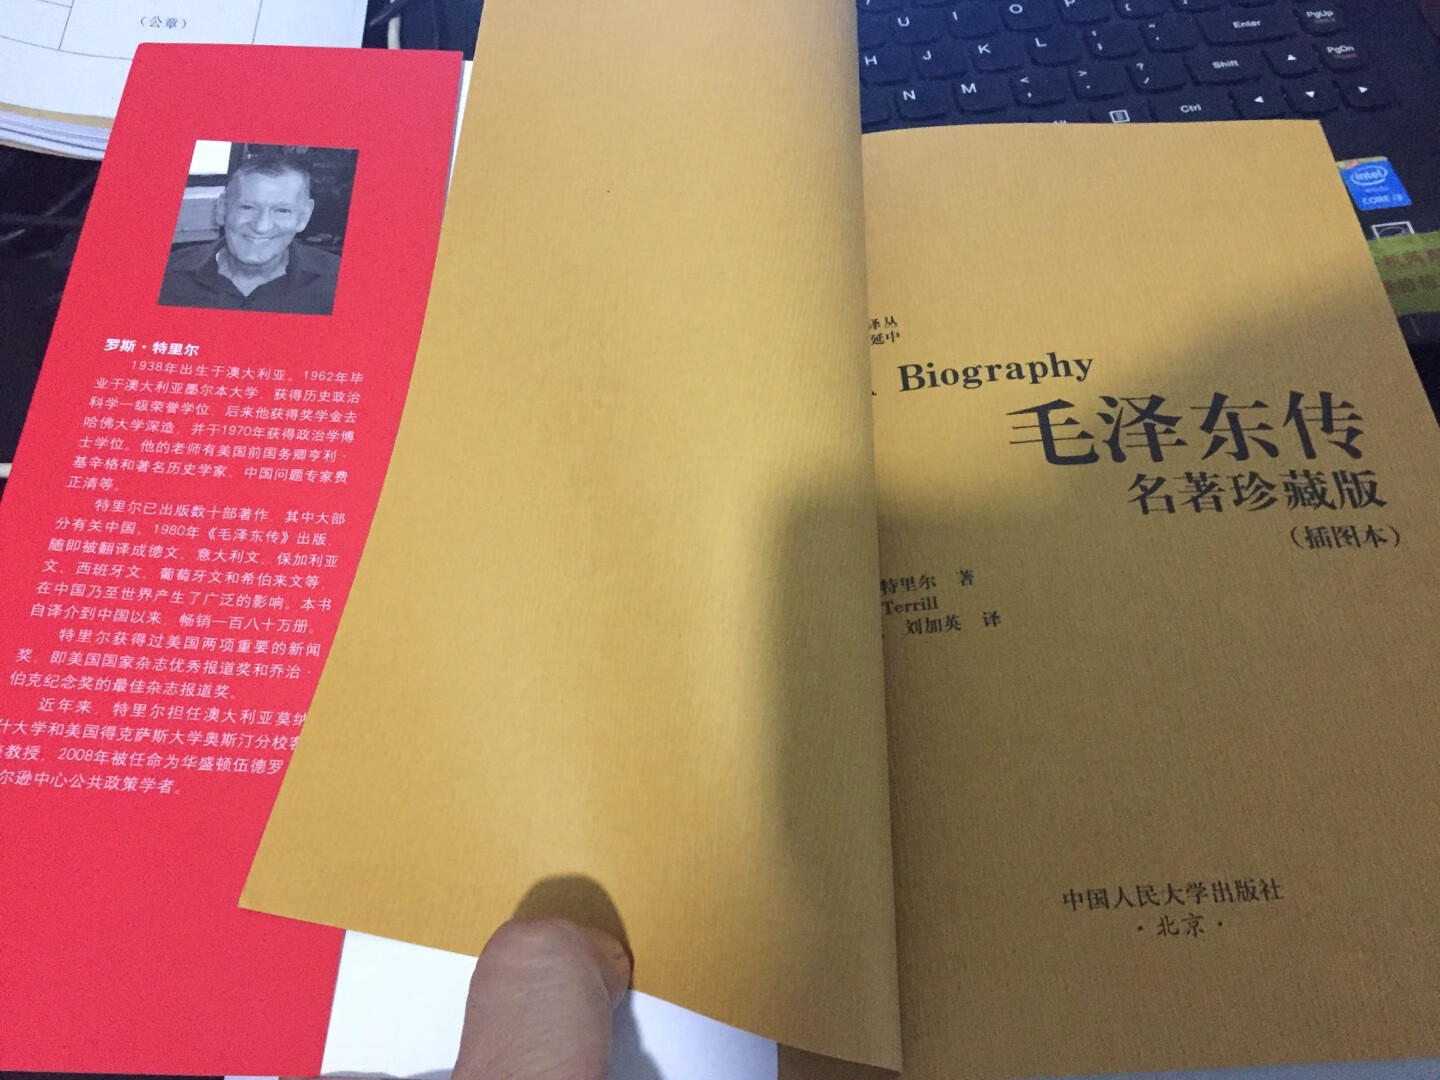 （公章）
罗斯·特里尔
1938年出生于澳大利亚。1962年毕
业于澳大利亚墨尔本大学，获得历史政治
科学一级荣誉学位，后来他获得奖学金去
哈佛大学深造，并于1970年获得政治学博
士学位。他的老师有美国前国务卿亨利·
基辛格和著名历史学家、中国问题专家费
正清等。
特里尔已出版数十部著作，其中大部
分有关中国。1980年《毛泽东传》出版，
随即被翻译成德文、意大利文、保加利亚
文、西班牙文、葡萄牙文和希伯来文等，
在中国乃至世界产生了广泛的影响。本书
自译介到中国以来，畅销一百八十万册。
特里尔获得过美国两项重要的新闻
奖，即美国国家杂志优秀报道奖和乔治·
伯克纪念奖的最佳杂志报道奖。
近年来，特里尔担任澳大利亚莫纳
什大学和美国得克萨斯大学奥斯汀分校客
座教授，2008年被任命为华盛顿伍德罗
尔逊中心公共政策学者。
译丛
延中
Biography
毛泽东传
名著珍藏版
（插图本）
特里尔 著
Terrill
刘加英 译
中国人民大学出版社
·北京·
U I O P
Enter
PgUp
H J K L
PgDn
N M
Shift
Ctrl
intel
inside
CORE i3